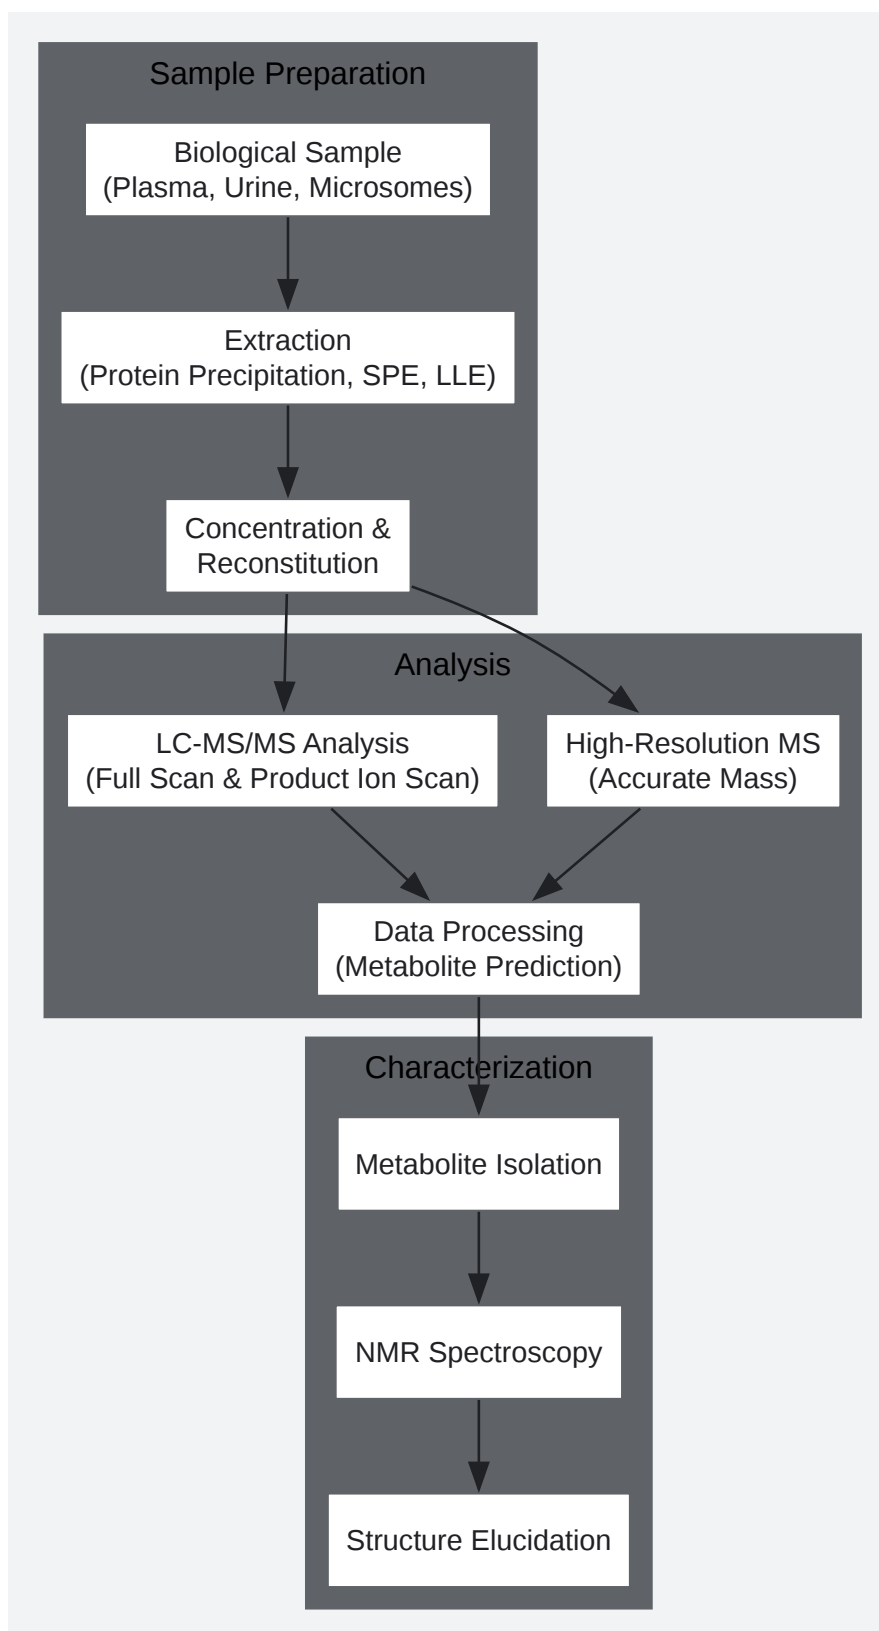 Sample Preparation
Biological Sample
(Plasma, Urine, Microsomes)
Extraction
(Protein Precipitation, SPE, LLE)
Concentration &
Reconstitution
Analysis
LC-MS/MS Analysis
(Full Scan & Product Ion Scan)
High-Resolution MS
(Accurate Mass)
Data Processing
(Metabolite Prediction)
Characterization
Metabolite Isolation
NMR Spectroscopy
Structure Elucidation